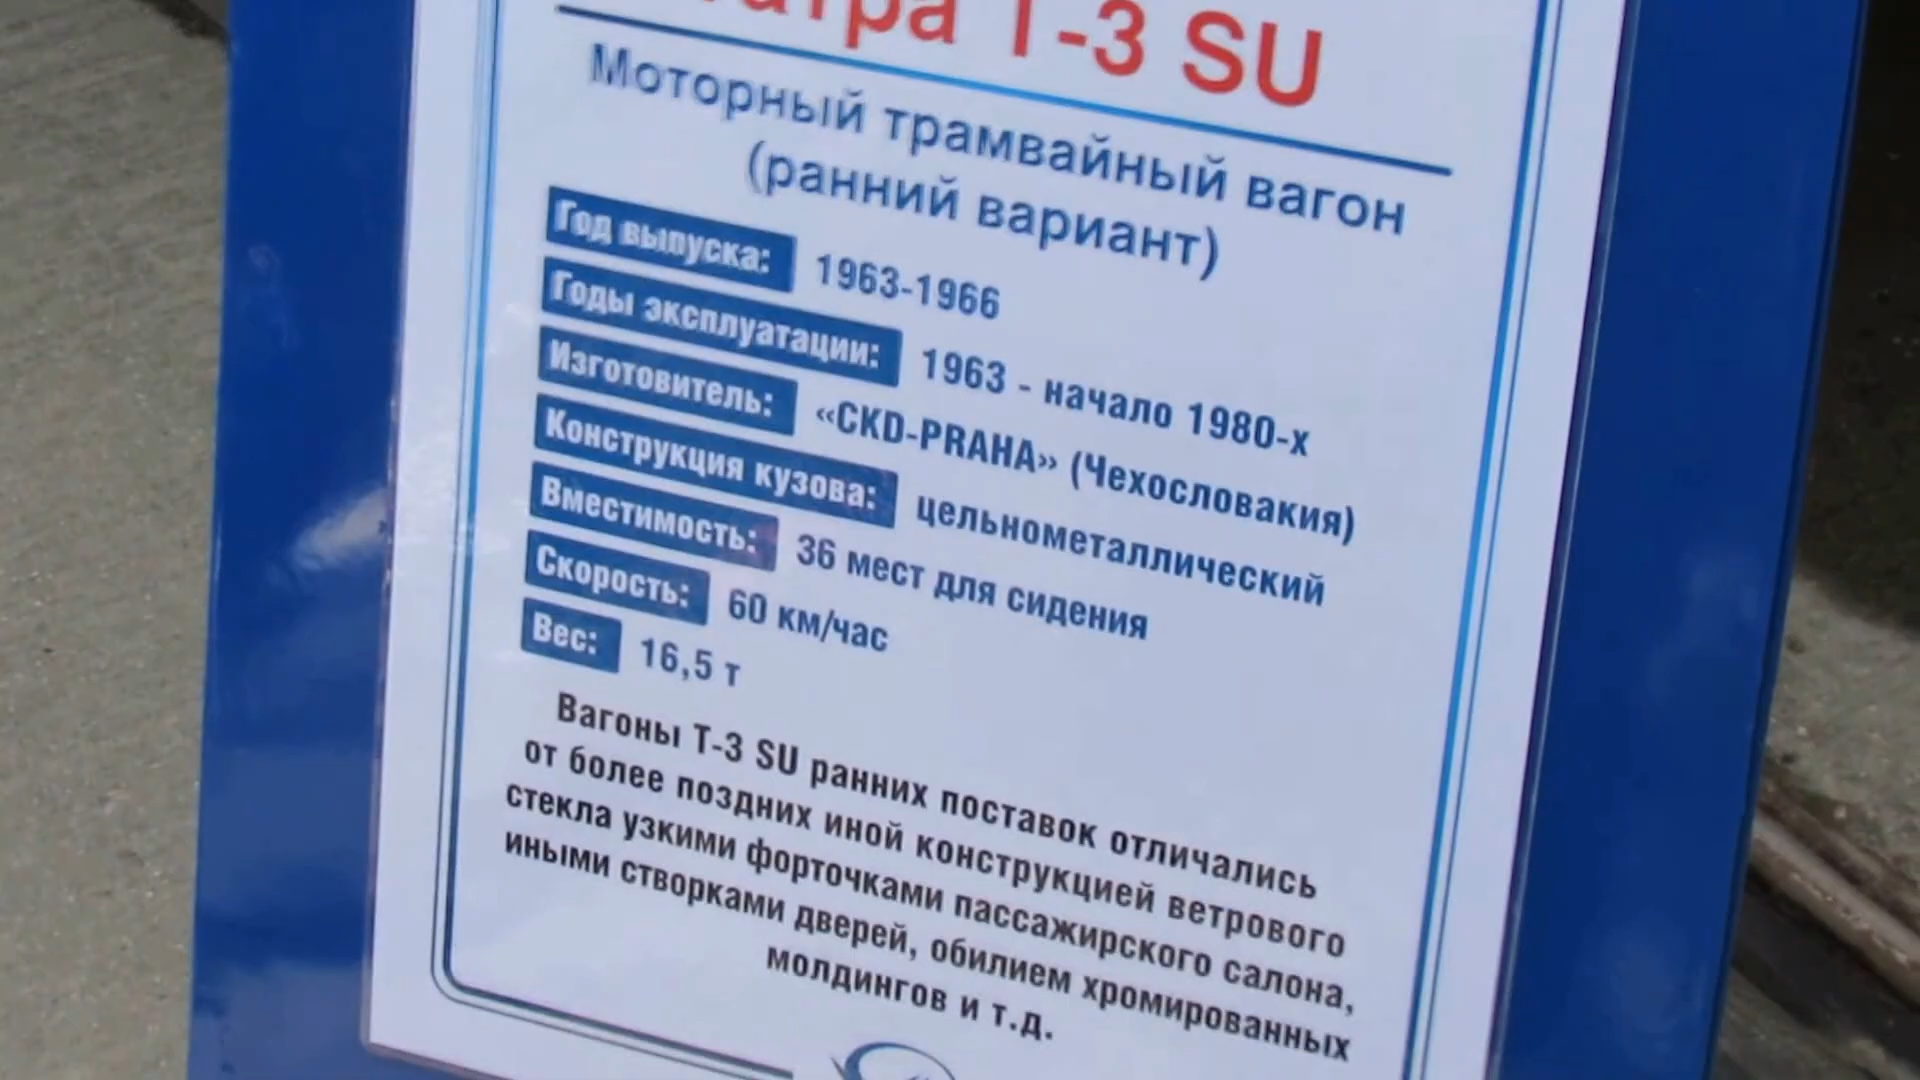 Татра Т-3 SU
Моторный трамвайный вагон
(ранний вариант)
Год выпуска: 1963-1966
Годы эксплуатации: 1963 - начало 1980-х
Изготовитель: «CKD-PRAHA» (Чехословакия)
Конструкция кузова: цельнометаллический
Вместимость: 36 мест для сидения
Скорость: 60 км/час
Вес: 16,5 т
Вагоны Т-3 SU ранних поставок отличались
от более поздних иной конструкцией ветрового
стекла узкими форточками пассажирского салона,
иными створками дверей, обилием хромированных
молдингов и т.д.